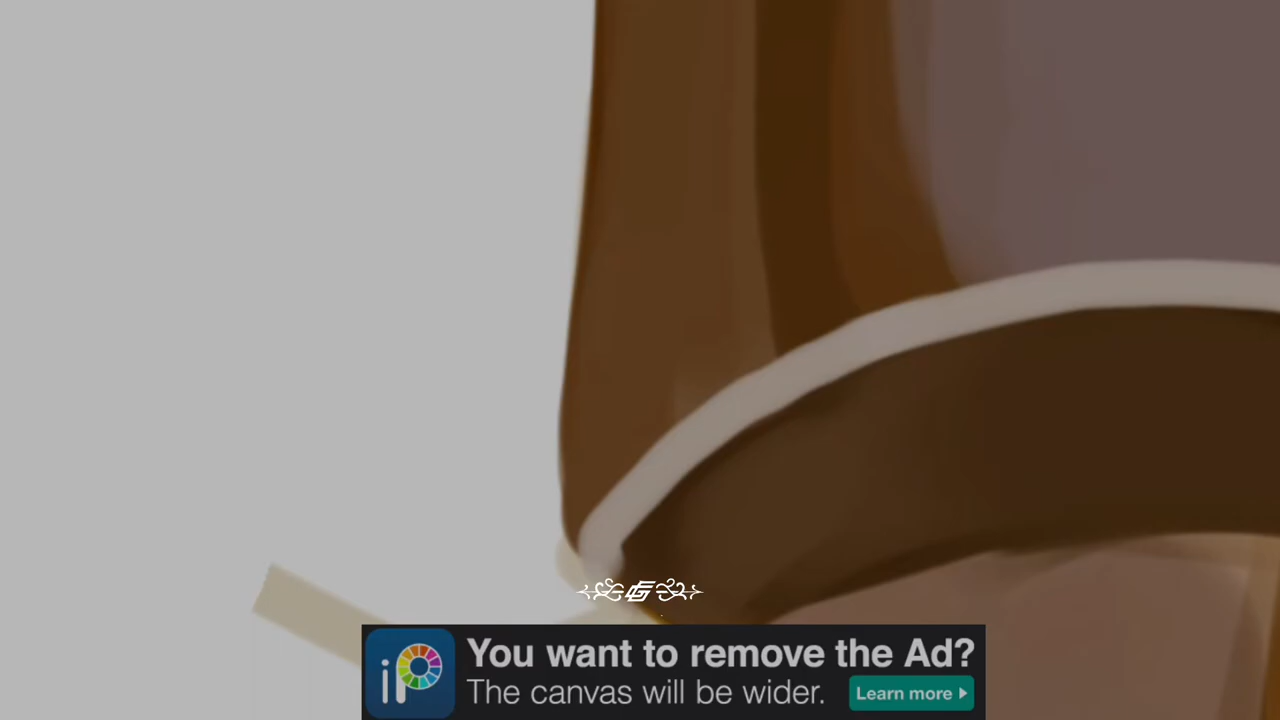 You want to remove the Ad?
The canvas will be wider.
Learn more